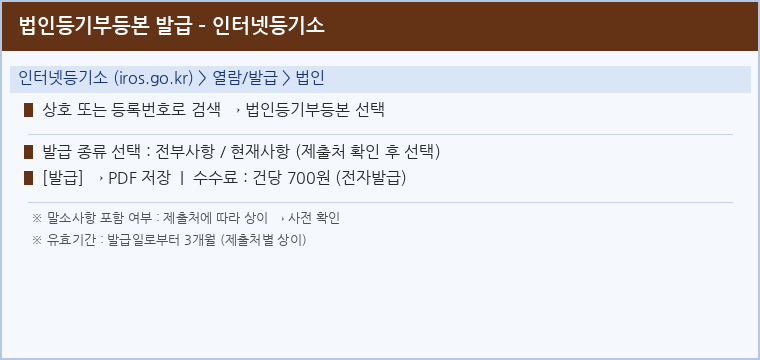 법인등기부등본 발급 - 인터넷등기소
인터넷등기소 (iros.go.kr) > 열람/발급 > 법인
상호 또는 등록번호로 검색 → 법인등기부등본 선택
발급 종류 선택 : 전부사항 / 현재사항 (제출처 확인 후 선택)
[발급] → PDF 저장 | 수수료 : 건당 700원 (전자발급)
※ 말소사항 포함 여부 : 제출처에 따라 상이 → 사전 확인
※ 유효기간 : 발급일로부터 3개월 (제출처별 상이)